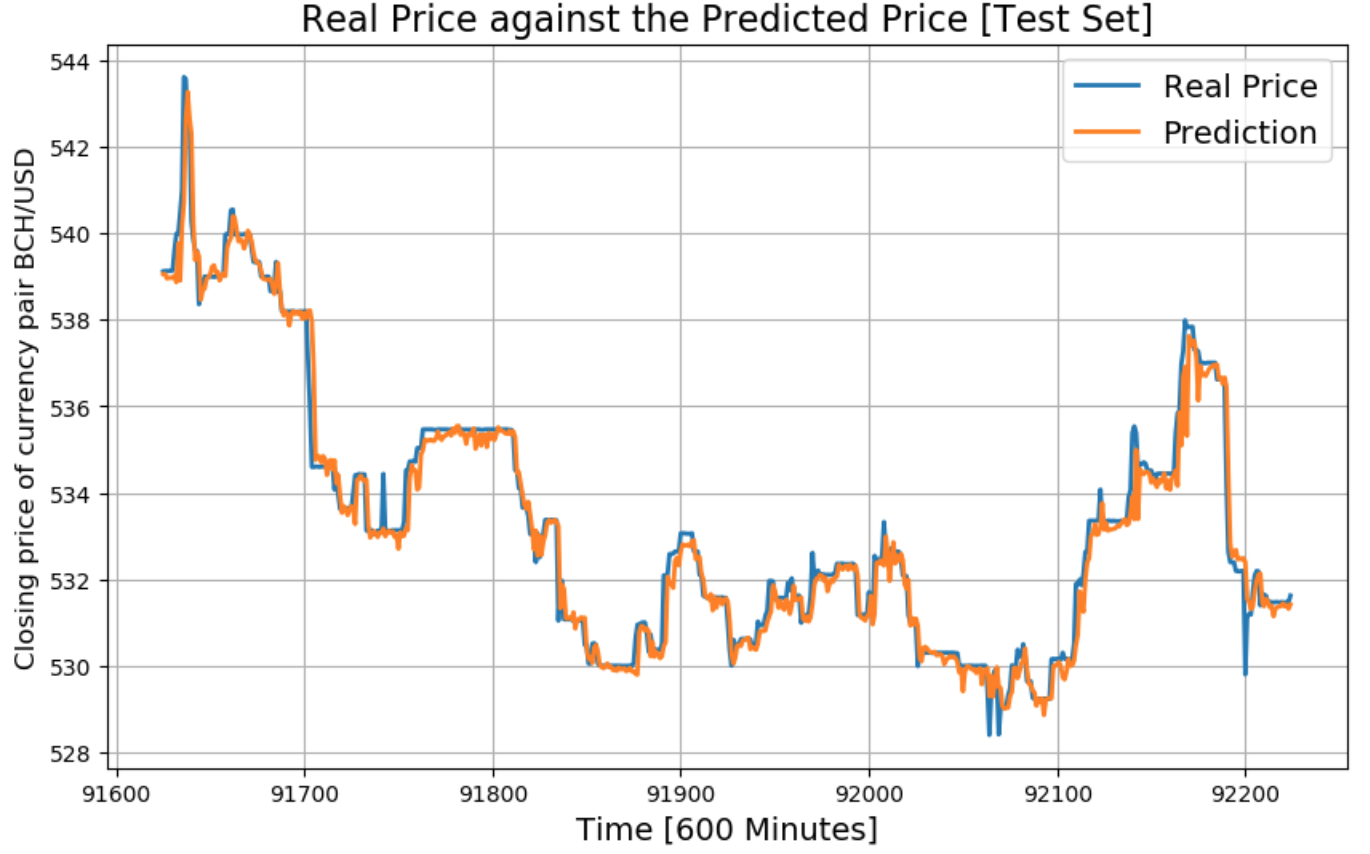 Real Price against the Predicted Price [Test Set]
Real Price
Prediction
Closing price of currency pair BCH/USD
544
542
540
538
536
534
532
530
528
91600 91700 91800 91900 92000 92100 92200
Time [600 Minutes]